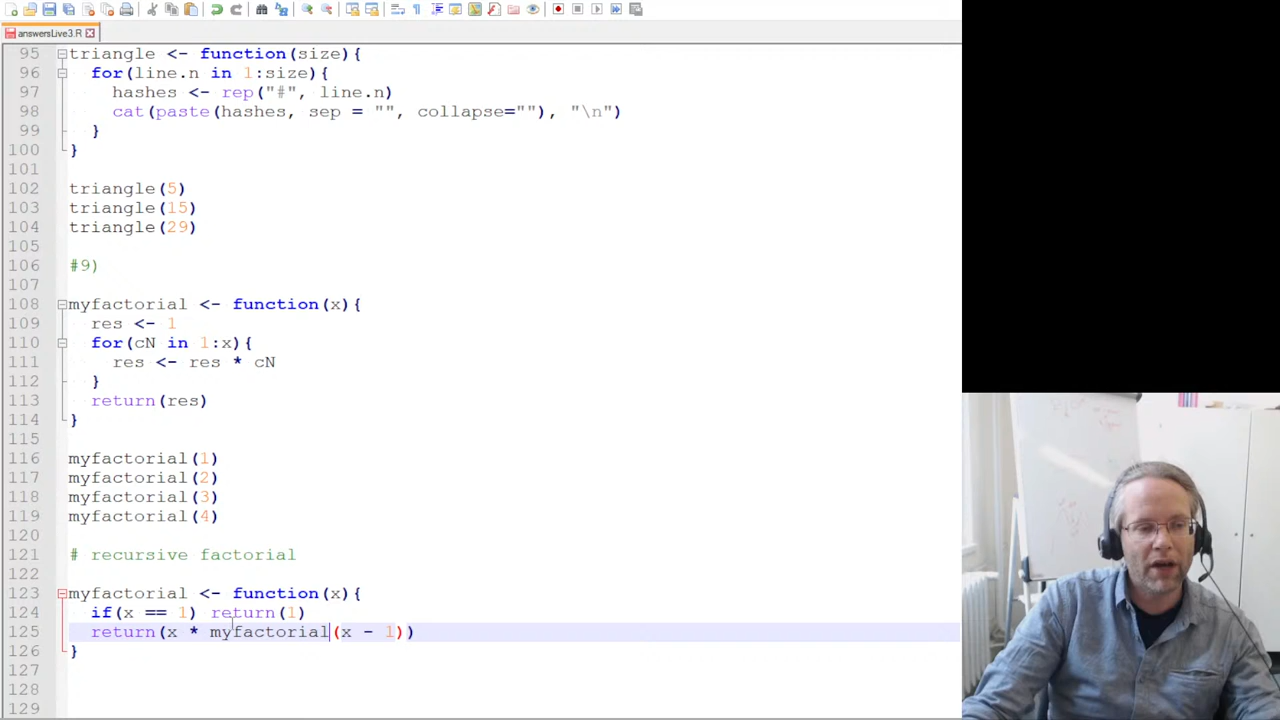 answersLive3.R
95 triangle <- function(size){
96 for(line.n in 1:size){
97 hashes <- rep("#", line.n)
98 cat(paste(hashes, sep = "", collapse=""), "\n")
99 }
100 }
101
102 triangle(5)
103 triangle(15)
104 triangle(29)
105
106 #9)
107
108 myfactorial <- function(x){
109 res <- 1
110 for(cN in 1:x){
111 res <- res * cN
112 }
113 return(res)
114 }
115
116 myfactorial(1)
117 myfactorial(2)
118 myfactorial(3)
119 myfactorial(4)
120
121 # recursive factorial
122
123 myfactorial <- function(x){
124 if(x == 1) return(1)
125 return(x * myfactorial(x - 1))
126 }
127
128
129